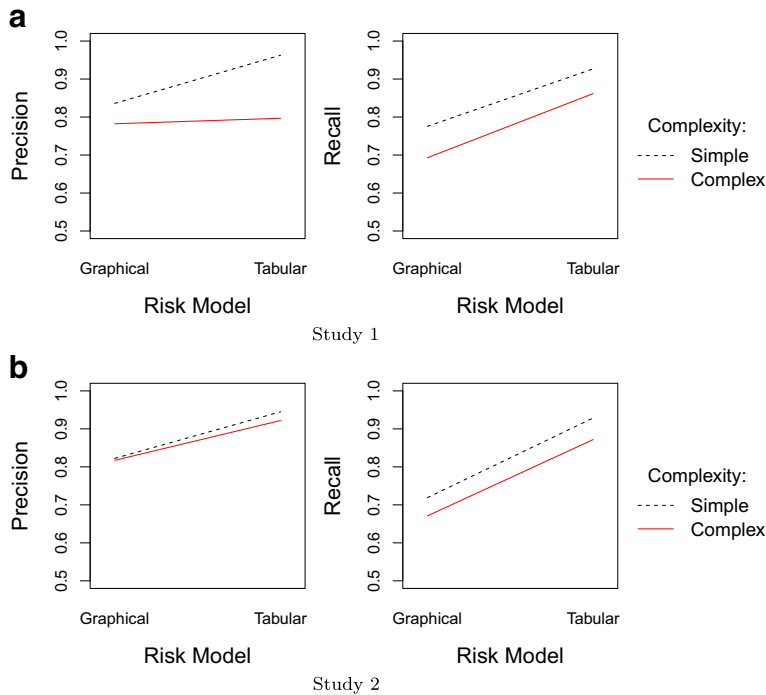 a
Precision
1.0
0.9
0.8
0.7
0.6
0.5
Graphical Tabular
Risk Model
Recall
1.0
0.9
0.8
0.7
0.6
0.5
Graphical Tabular
Risk Model
Complexity:
Simple
Complex
Study 1
b
Precision
1.0
0.9
0.8
0.7
0.6
0.5
Graphical Tabular
Risk Model
Recall
1.0
0.9
0.8
0.7
0.6
0.5
Graphical Tabular
Risk Model
Complexity:
Simple
Complex
Study 2